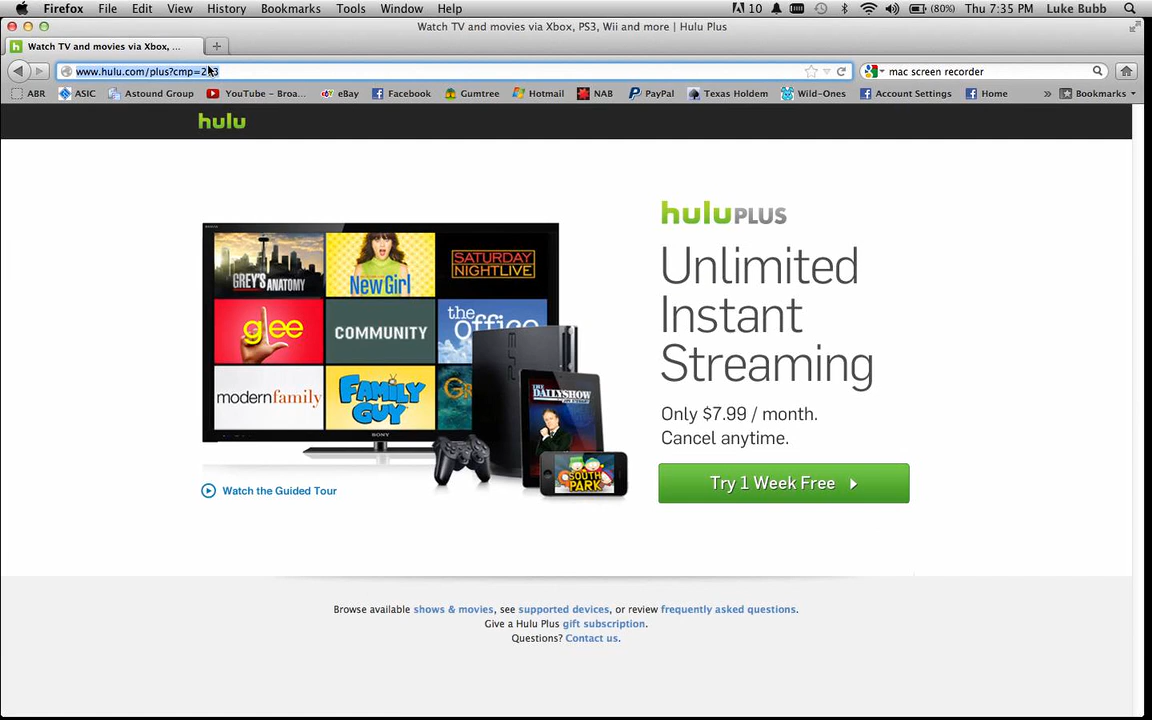 Firefox File Edit View History Bookmarks Tools Window Help 10 (80%) Thu 7:35 PM Luke Bubb
Watch TV and movies via Xbox, PS3, Wii and more | Hulu Plus
Watch TV and movies via Xbox, ...
mac screen recorder
ABR ASIC Astound Group YouTube – Broa... eBay Facebook Gumtree Hotmail NAB PayPal Texas Holdem Wild-Ones Account Settings Home » Bookmarks
hulu
SONY
GREY'S ANATOMY
New Girl
SATURDAY NIGHT LIVE
glee
COMMUNITY
the office
modern family
FAMILY GUY
SONY
PS3
THE DAILY SHOW
SOUTH PARK
Watch the Guided Tour
hulu PLUS
Unlimited
Instant
Streaming
Only $7.99 / month.
Cancel anytime.
Try 1 Week Free
Browse available shows & movies, see supported devices, or review frequently asked questions.
Give a Hulu Plus gift subscription.
Questions? Contact us.